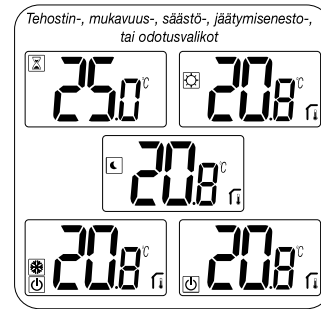 Tehostin-, mukavuus-, säästö-, jäätymisenesto-,
tai odotusvalikot
25.0 °C
20.8 °C
20.8 °C
20.8 °C
20.8 °C